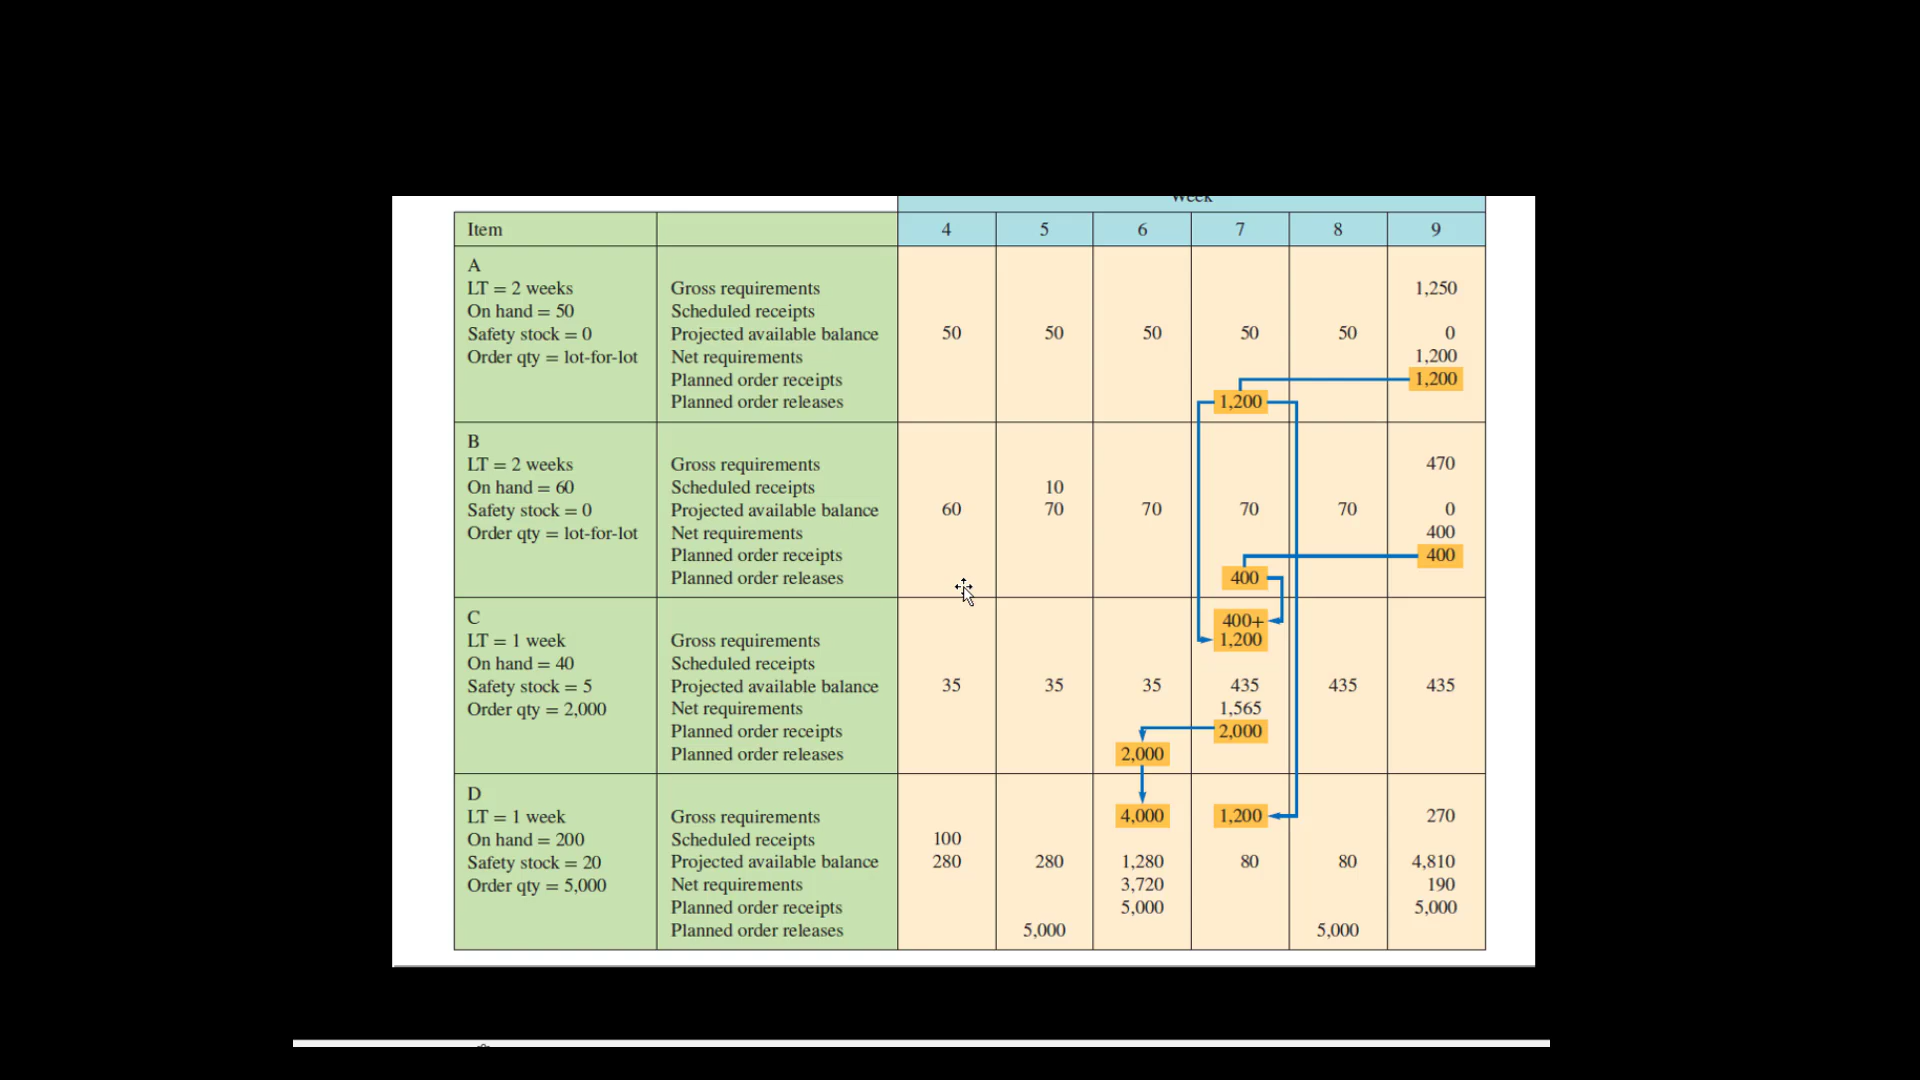 Week
Item 4 5 6 7 8 9
A
LT = 2 weeks Gross requirements 1,250
On hand = 50 Scheduled receipts
Safety stock = 0 Projected available balance 50 50 50 50 50 0
Order qty = lot-for-lot Net requirements 1,200
Planned order receipts 1,200
Planned order releases 1,200
B
LT = 2 weeks Gross requirements 470
On hand = 60 Scheduled receipts 10
Safety stock = 0 Projected available balance 60 70 70 70 70 0
Order qty = lot-for-lot Net requirements 400
Planned order receipts 400
Planned order releases 400
C 400+
LT = 1 week Gross requirements 1,200
On hand = 40 Scheduled receipts
Safety stock = 5 Projected available balance 35 35 35 435 435 435
Order qty = 2,000 Net requirements 1,565
Planned order receipts 2,000
Planned order releases 2,000
D
LT = 1 week Gross requirements 4,000 1,200 270
On hand = 200 Scheduled receipts 100
Safety stock = 20 Projected available balance 280 280 1,280 80 80 4,810
Order qty = 5,000 Net requirements 3,720 190
Planned order receipts 5,000 5,000
Planned order releases 5,000 5,000